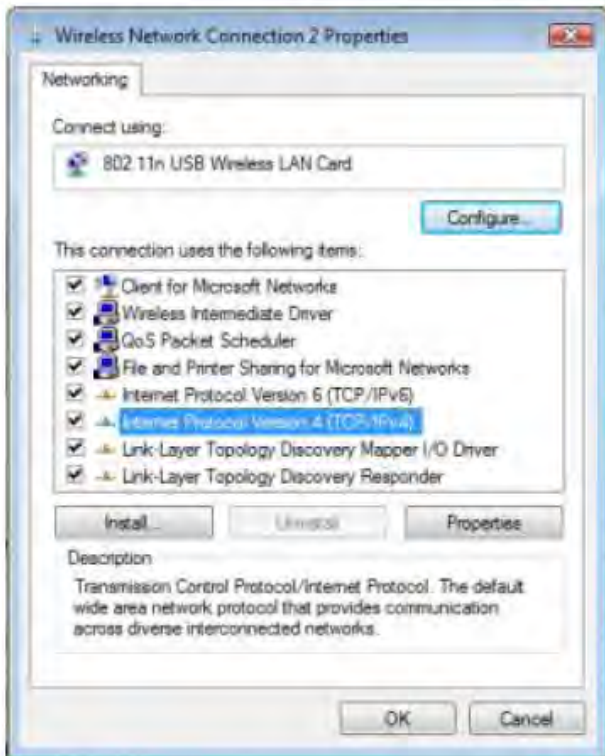 Wireless Network Connection 2 Properties
Networking
Connect using:
802.11n USB Wireless LAN Card
Configure...
This connection uses the following items:
Client for Microsoft Networks
Wireless Intermediate Driver
QoS Packet Scheduler
File and Printer Sharing for Microsoft Networks
Internet Protocol Version 6 (TCP/IPv6)
Internet Protocol Version 4 (TCP/IPv4)
Link-Layer Topology Discovery Mapper I/O Driver
Link-Layer Topology Discovery Responder
Install... Uninstall Properties
Description
Transmission Control Protocol/Internet Protocol. The default
wide area network protocol that provides communication
across diverse interconnected networks.
OK Cancel